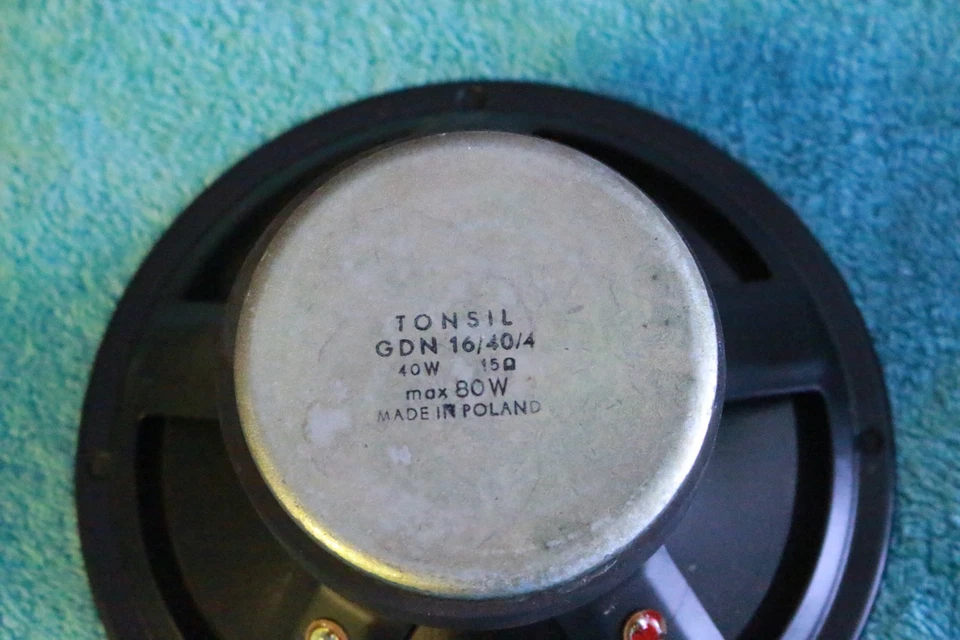 TONSIL
GDN 16/40/4
40W 15Ω
max 80W
MADE IN POLAND